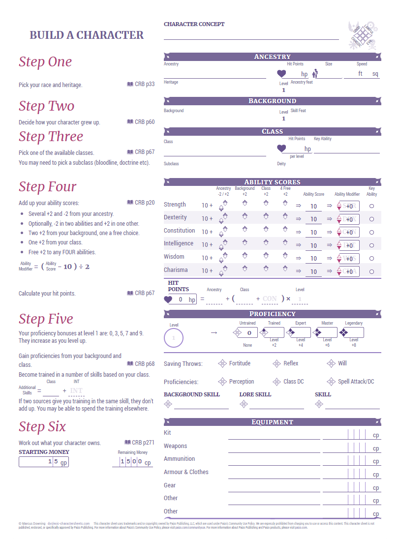 CHARACTER CONCEPT
BUILD A CHARACTER
Step One
Pick your race and heritage.
CRB p33
Step Two
Decide how your character grew up.
CRB p60
Step Three
Pick one of the available classes.
CRB p67
You may need to pick a subclass (bloodline, doctrine etc).
Step Four
Add up your ability scores:
CRB p20
Several +2 and -2 from your ancestry.
Optionally, -2 in two abilities and +2 in one other.
Two +2 from your background, one a free choice.
One +2 from your class.
Four +2 to any FOUR abilities.
Ability Modifier = ( Ability Score - 10 ) ÷ 2
Calculate your hit points.
CRB p67
Step Five
Your proficiency bonuses at level 1 are: 0, 3, 5, 7 and 9.
They increase as you level up.
Gain proficiencies from your background and
class.
CRB p68
Become trained in a number of skills based on your class.
Class INT
Additional Skills = + INT
If two sources give you training in the same skill, they don't
add up. You may be able to spend the training elsewhere.
Step Six
Work out what your character owns.
CRB p271
STARTING MONEY
Remaining Money
1 5 gp
1 5 0 0 cp
ANCESTRY
Ancestry
Hit Points
Size
Speed
hp
ft
sq
Heritage
Level
1
Ancestry feat
BACKGROUND
Background
Level
1
Skill Feat
CLASS
Class
Hit Points
Key Ability
hp
per level
Subclass
Deity
ABILITY SCORES
Ancestry
-2 / +2
Background
+2
Class
+2
4 Free
+2
Ability Score
Ability Modifier
Key Ability
Strength 10 + ⇒ 10 ⇒ +0
Dexterity 10 + ⇒ 10 ⇒ +0
Constitution 10 + ⇒ 10 ⇒ +0
Intelligence 10 + ⇒ 10 ⇒ +0
Wisdom 10 + ⇒ 10 ⇒ +0
Charisma 10 + ⇒ 10 ⇒ +0
HIT POINTS
Ancestry
Class
Level
0 hp = + ( + CON ) × 1
PROFICIENCY
Level
Untrained
Trained
Expert
Master
Legendary
1
→
0
None
Level +2
Level +4
Level +6
Level +8
Saving Throws:
Fortitude
Reflex
Will
Proficiencies:
Perception
Class DC
Spell Attack/DC
BACKGROUND SKILL
LORE SKILL
SKILL
EQUIPMENT
Kit
cp
Weapons
cp
Ammunition
cp
Armour & Clothes
cp
Gear
cp
Other
cp
Other
cp